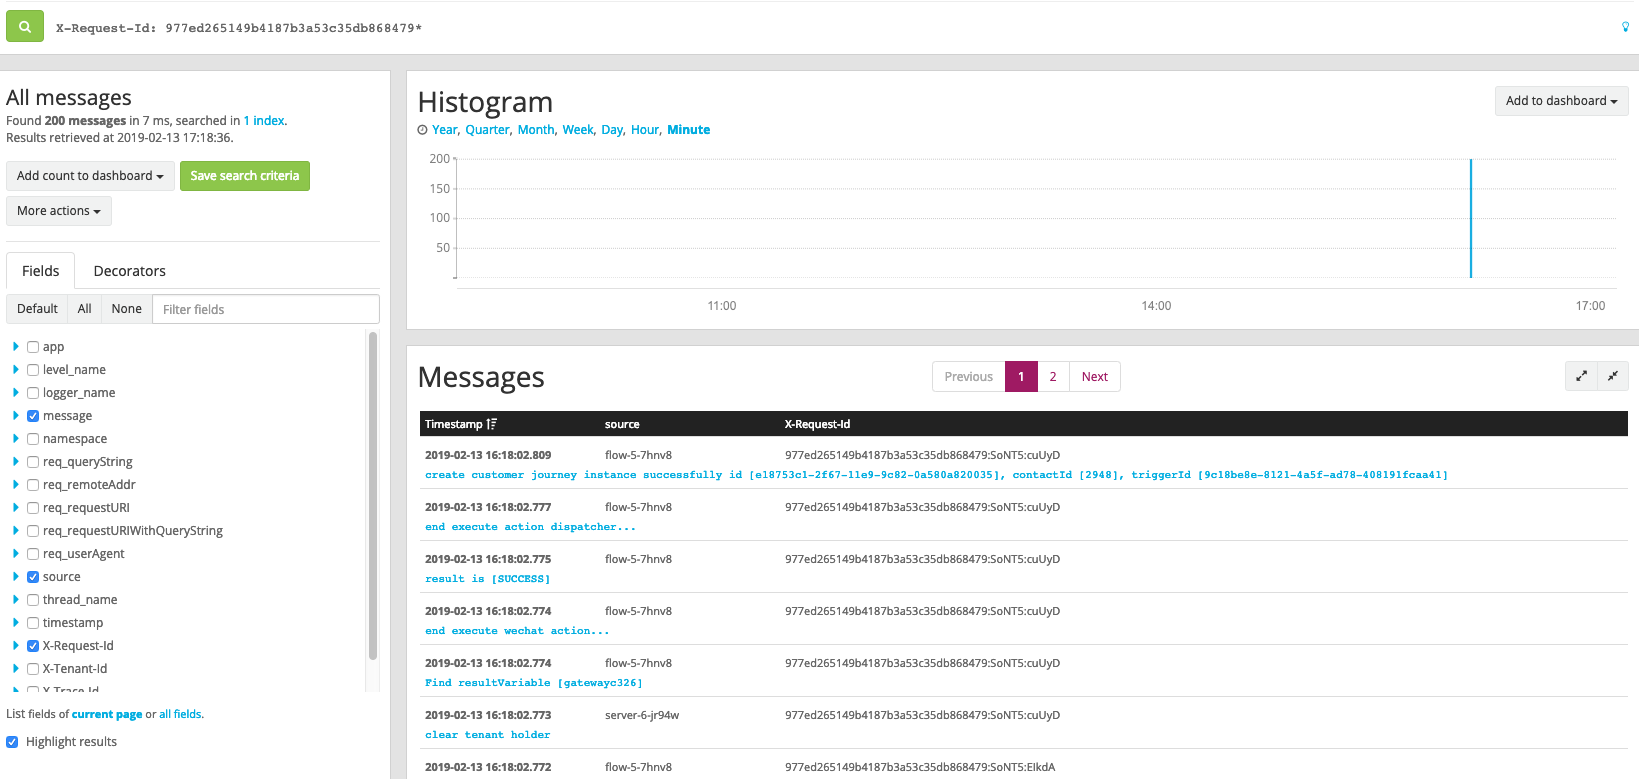 X-Request-Id: 977ed265149b4187b3a53c35db868479*
All messages
Found 200 messages in 7 ms, searched in 1 index.
Results retrieved at 2019-02-13 17:18:36.
Add count to dashboard
Save search criteria
More actions
Fields
Decorators
Default
All
None
Filter fields
app
level_name
logger_name
message
namespace
req_queryString
req_remoteAddr
req_requestURI
req_requestURIWithQueryString
req_userAgent
source
thread_name
timestamp
X-Request-Id
X-Tenant-Id
X-Trace-Id
List fields of current page or all fields.
Highlight results
Histogram
Add to dashboard
Year, Quarter, Month, Week, Day, Hour, Minute
200
150
100
50
11:00
14:00
17:00
Messages
Previous
1
2
Next
Timestamp source X-Request-Id
2019-02-13 16:18:02.809 flow-5-7hnv8 977ed265149b4187b3a53c35db868479:SoNT5:cuUyD
create customer journey instance successfully id [e18753c1-2f67-11e9-9c82-0a580a820035], contactId [2948], triggerId [9c18be8e-8121-4a5f-ad78-408191fcaa41]
2019-02-13 16:18:02.777 flow-5-7hnv8 977ed265149b4187b3a53c35db868479:SoNT5:cuUyD
end execute action dispatcher...
2019-02-13 16:18:02.775 flow-5-7hnv8 977ed265149b4187b3a53c35db868479:SoNT5:cuUyD
result is [SUCCESS]
2019-02-13 16:18:02.774 flow-5-7hnv8 977ed265149b4187b3a53c35db868479:SoNT5:cuUyD
end execute wechat action...
2019-02-13 16:18:02.774 flow-5-7hnv8 977ed265149b4187b3a53c35db868479:SoNT5:cuUyD
Find resultVariable [gatewayc326]
2019-02-13 16:18:02.773 server-6-jr94w 977ed265149b4187b3a53c35db868479:SoNT5:cuUyD
clear tenant holder
2019-02-13 16:18:02.772 flow-5-7hnv8 977ed265149b4187b3a53c35db868479:SoNT5:ElkdA